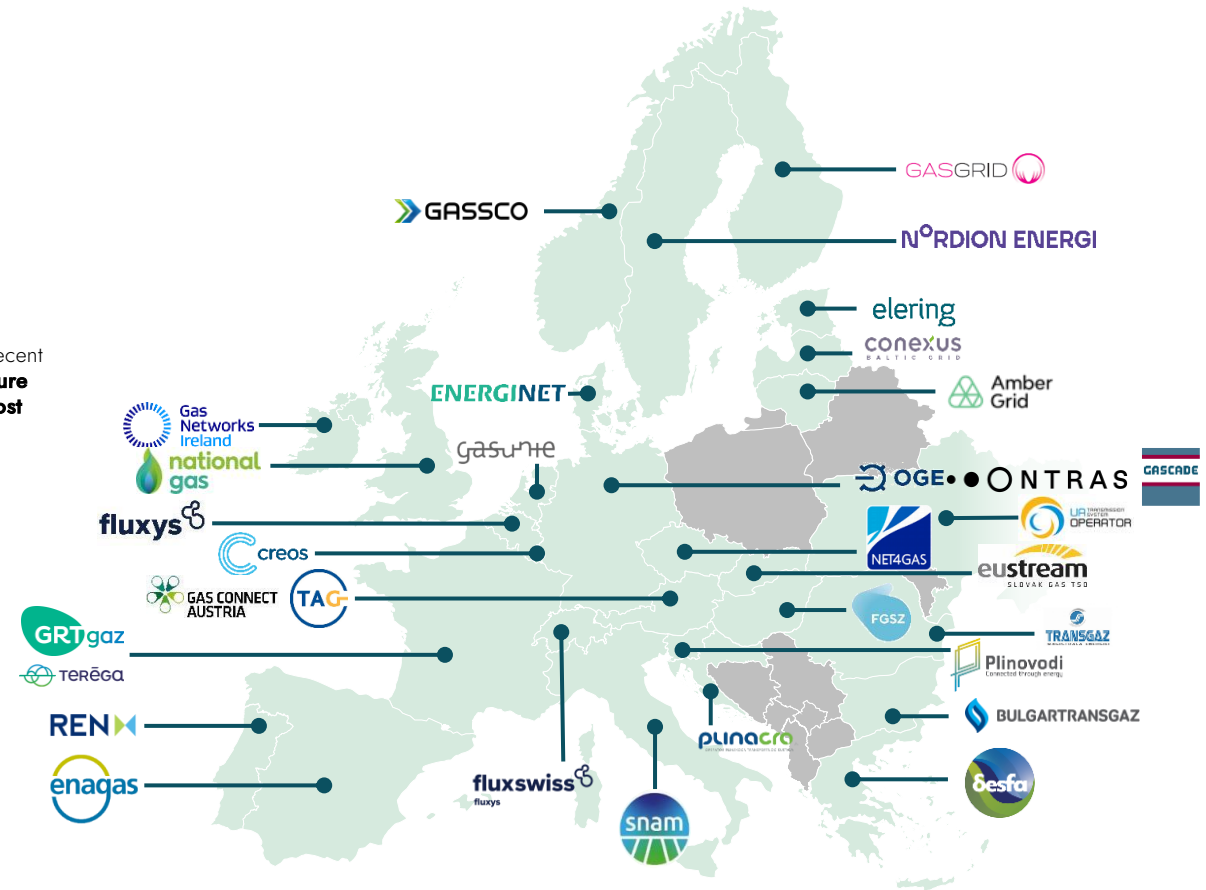 GASGRID
GASSCO
NORDION ENERGI
elering
conexus
BALTIC GRID
ecent
ure
ost
ENERGINET
Amber
Grid
Gas
Networks
Ireland
national
gas
gasunie
OGE
ONTRAS
GASCADE
fluxys
UA TRANSMISSION
SYSTEM
OPERATOR
creos
NET4GAS
eustream
SLOVAK GAS TSO
GAS CONNECT
AUSTRIA
TAG
FGSZ
GRTgaz
TERĒGA
TRANSGAZ
Plinovodi
Connected through energy
REN
PLINACRO
BULGARTRANSGAZ
enagas
fluxswiss
fluxys
snam
desfa